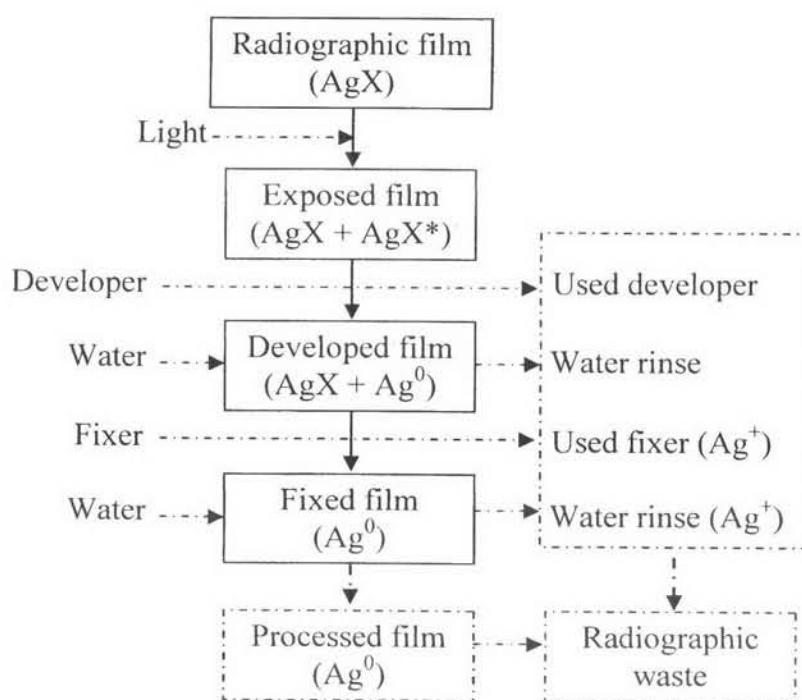 Radiographic film
(AgX)
Light
Exposed film
(AgX + AgX*)
Developer
Used developer
Water
Developed film
(AgX + Ag⁰)
Water rinse
Fixer
Used fixer (Ag⁺)
Water
Fixed film
(Ag⁰)
Water rinse (Ag⁺)
Processed film
(Ag⁰)
Radiographic
waste